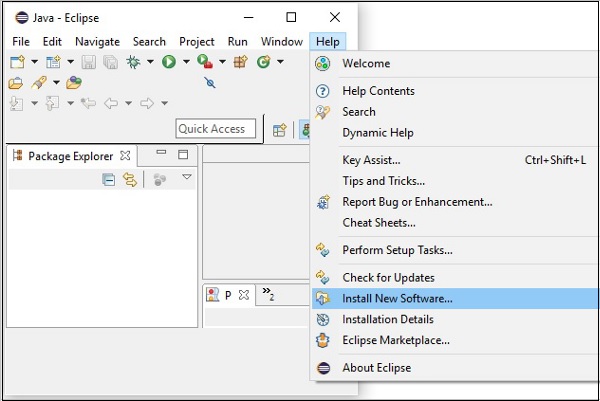 Java - Eclipse
File Edit Navigate Search Project Run Window Help
Quick Access
Package Explorer
P
»2
Welcome
Help Contents
Search
Dynamic Help
Key Assist... Ctrl+Shift+L
Tips and Tricks...
Report Bug or Enhancement...
Cheat Sheets...
Perform Setup Tasks...
Check for Updates
Install New Software...
Installation Details
Eclipse Marketplace...
About Eclipse